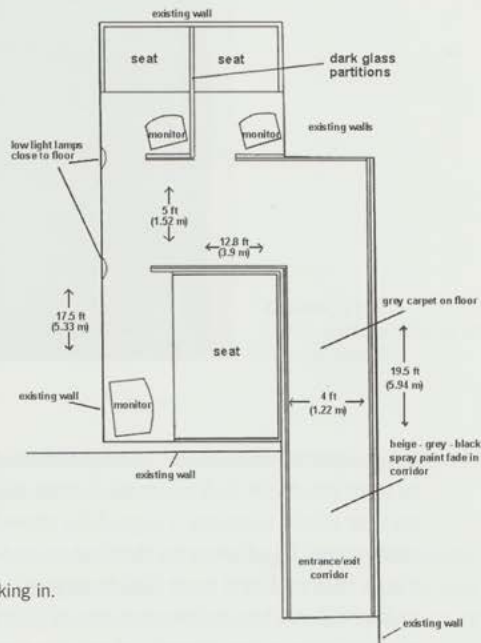 existing wall
seat
seat
dark glass
partitions
monitor
monitor
existing walls
low light lamps
close to floor
5 ft
(1.52 m)
12.8 ft
(3.9 m)
17.5 ft
(5.33 m)
grey carpet on floor
seat
19.5 ft
(5.94 m)
4 ft
(1.22 m)
existing wall
monitor
beige - grey - black
spray paint fade in
corridor
existing wall
entrance/exit
corridor
king in.
existing wall